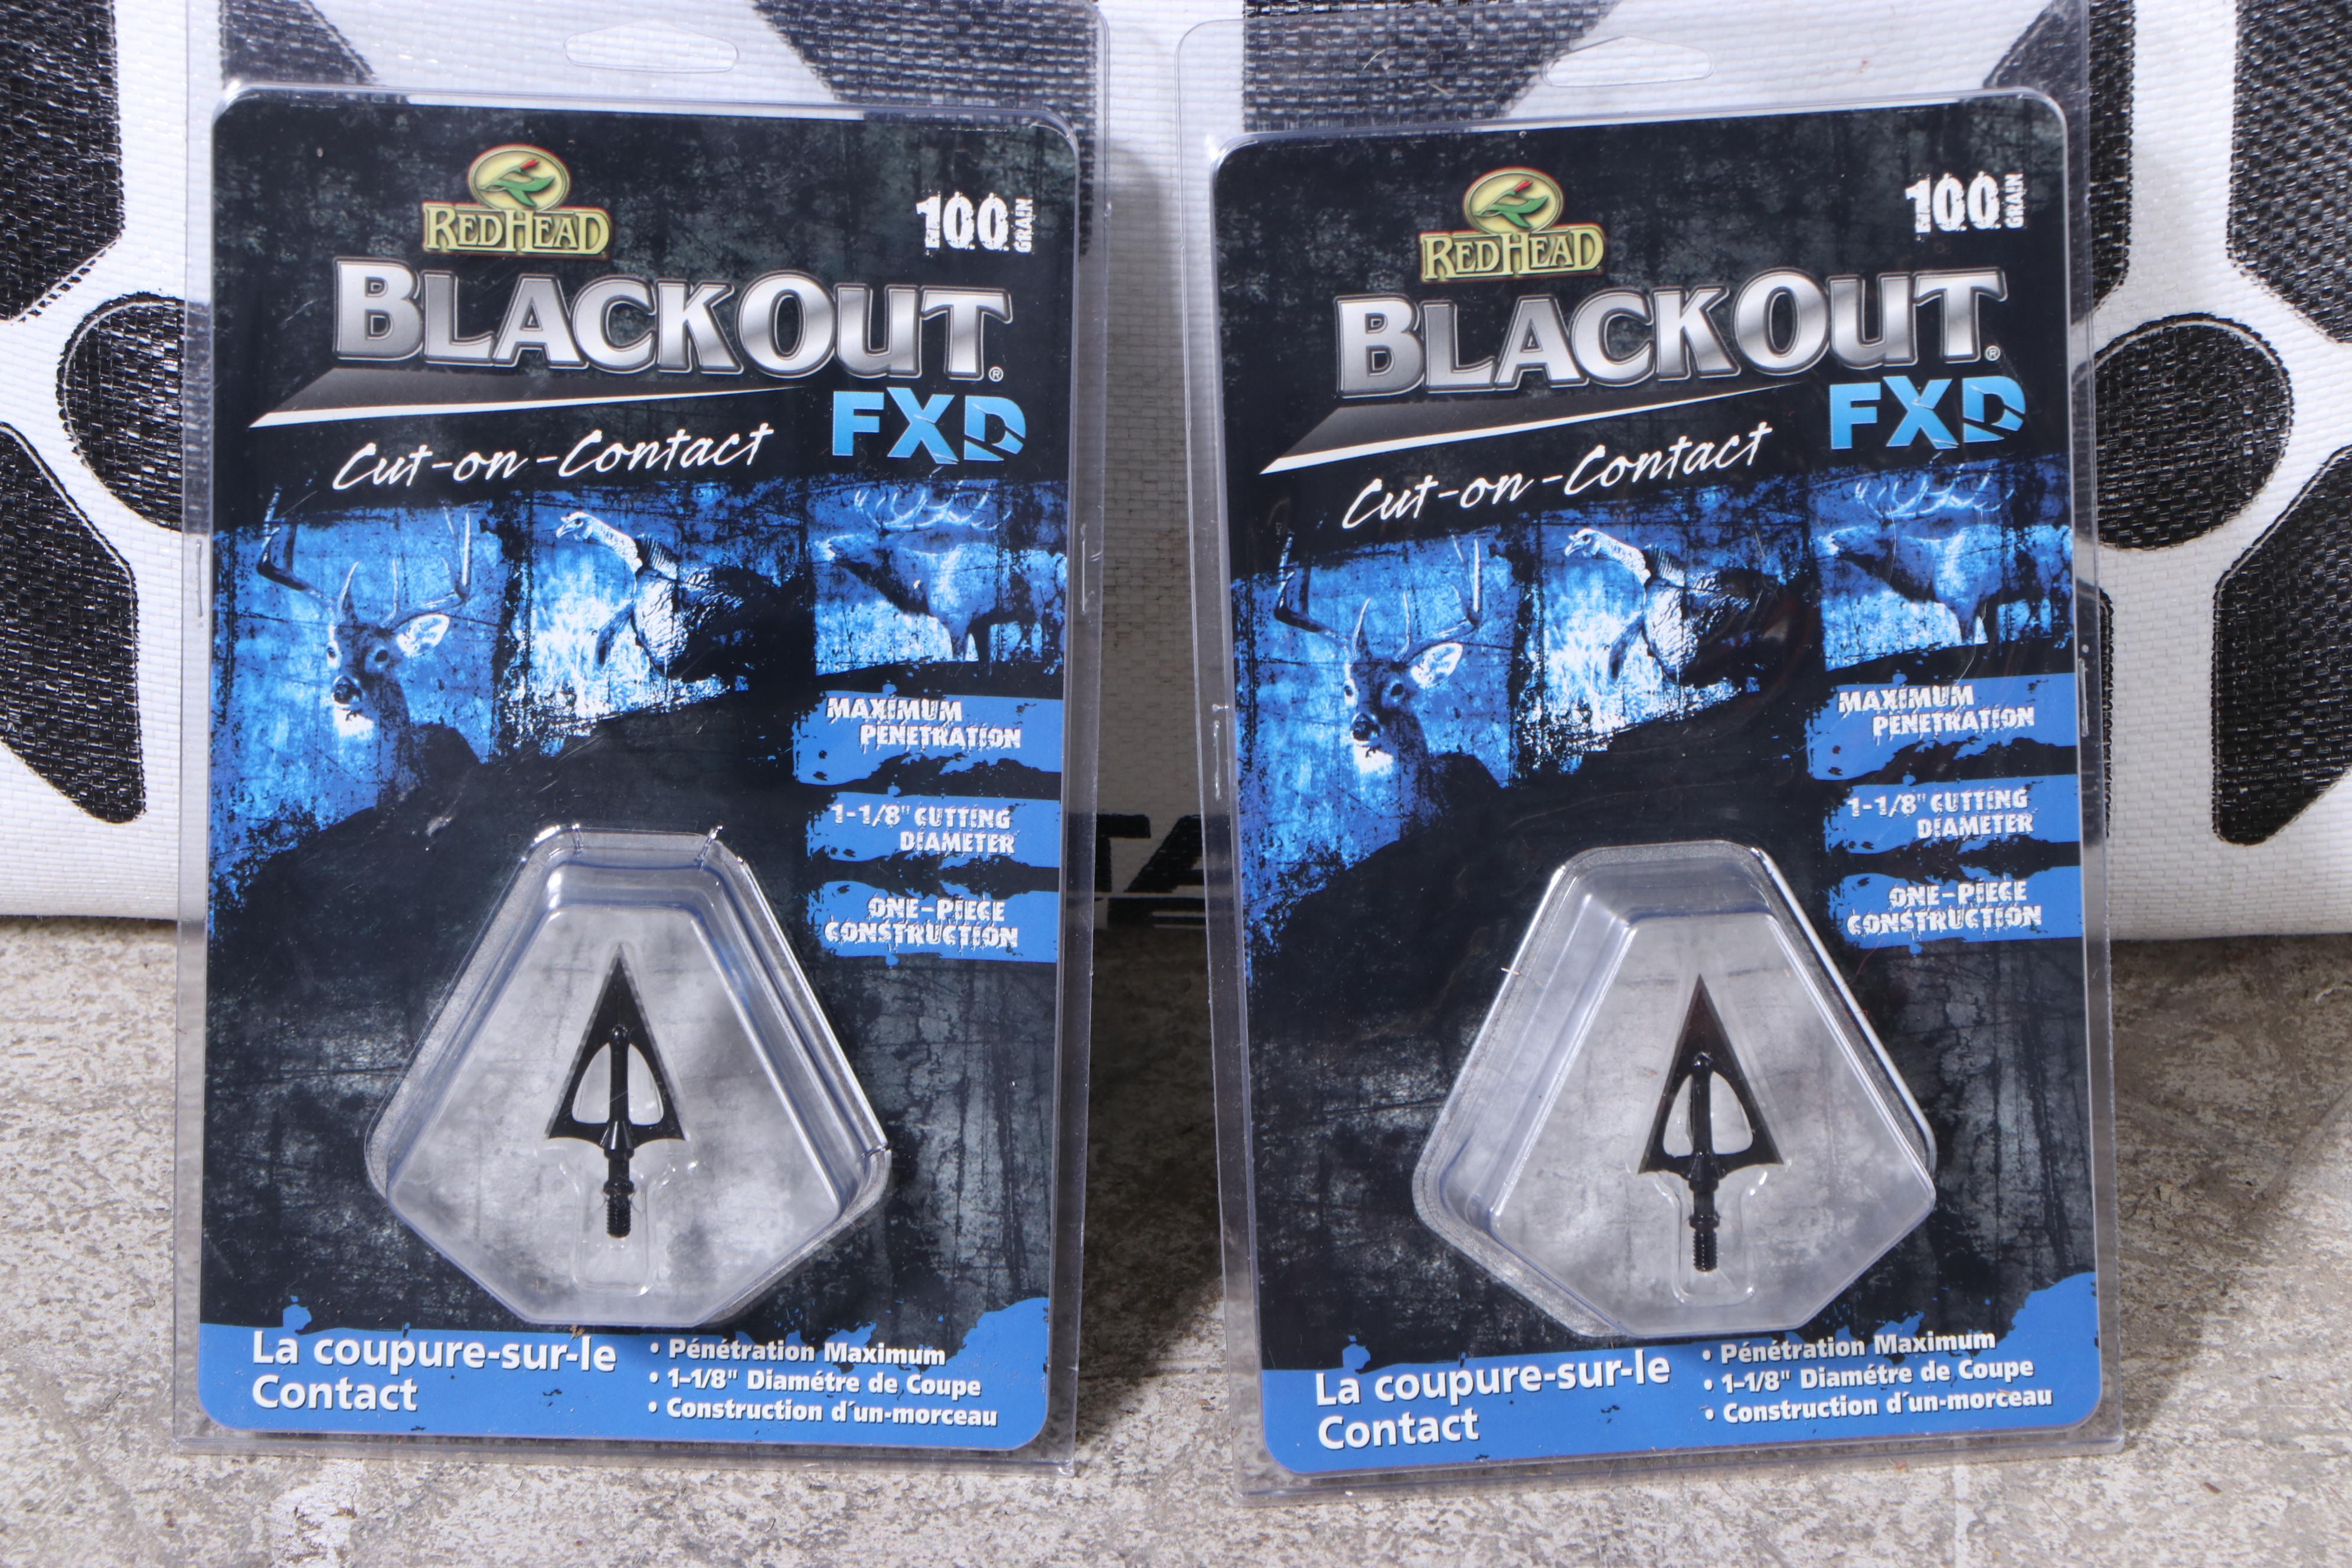 REDHEAD
100 GRAIN
BLACKOUT®
FXD
Cut-on-Contact
MAXIMUM
PENETRATION
1-1/8" CUTTING
DIAMETER
ONE-PIECE
CONSTRUCTION
La coupure-sur-le
Contact
• Pénétration Maximum
• 1-1/8" Diamétre de Coupe
• Construction d'un-morceau
REDHEAD
100 GRAIN
BLACKOUT®
FXD
Cut-on-Contact
MAXIMUM
PENETRATION
1-1/8" CUTTING
DIAMETER
ONE-PIECE
CONSTRUCTION
La coupure-sur-le
Contact
• Pénétration Maximum
• 1-1/8" Diamétre de Coupe
• Construction d'un-morceau